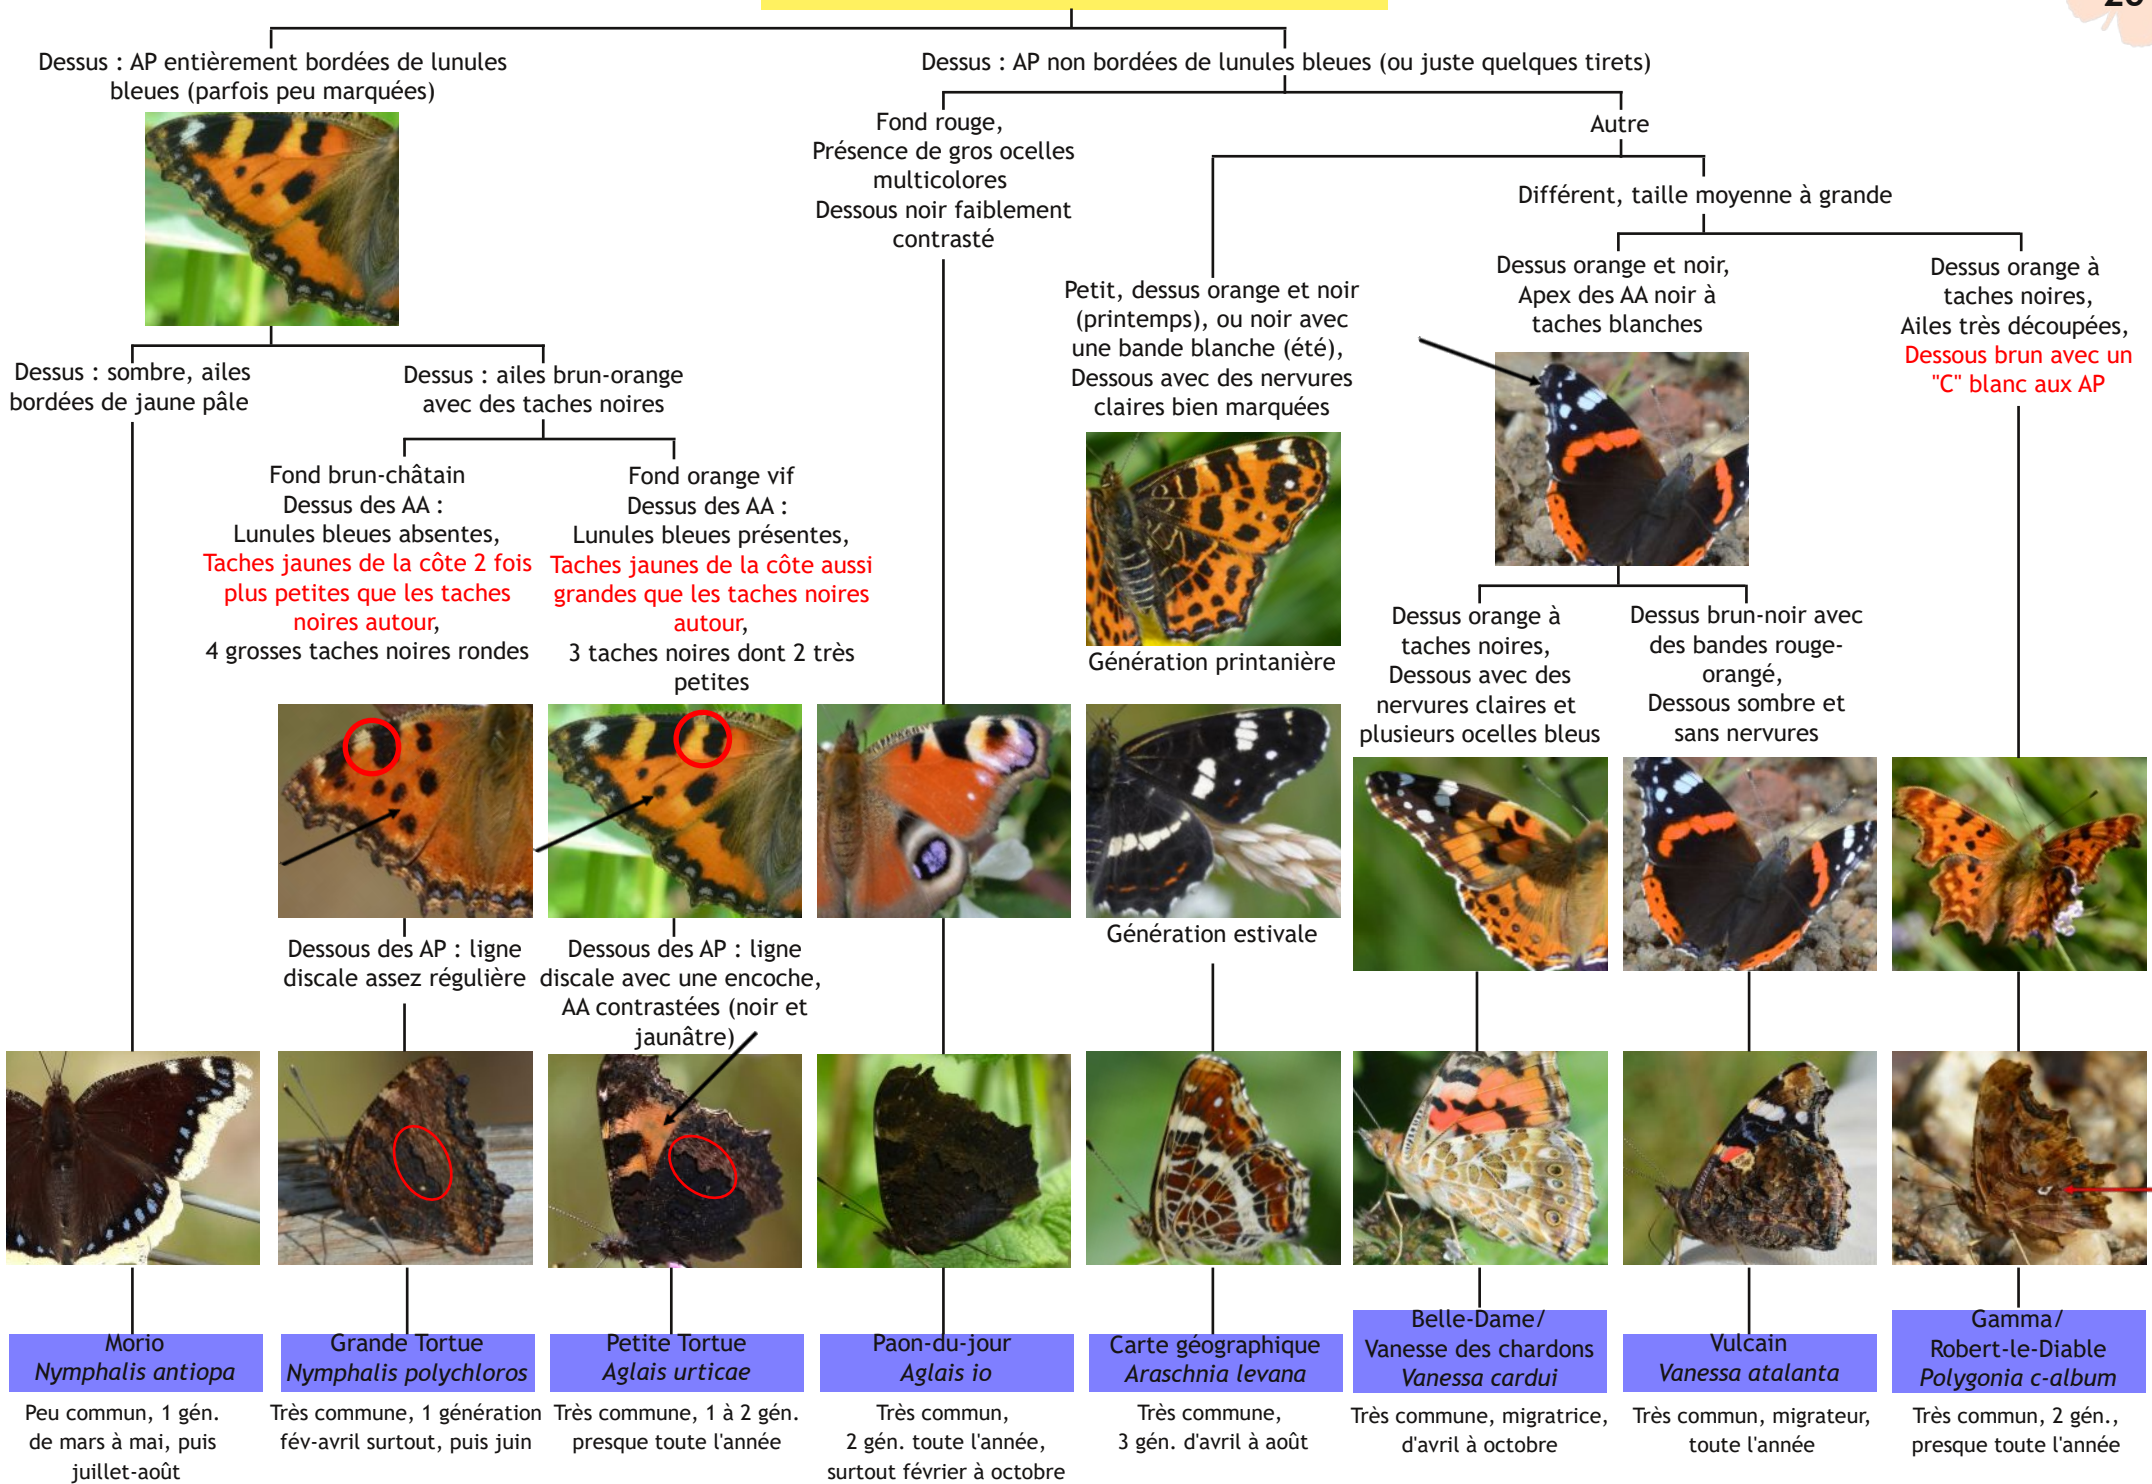 Dessus : AP entièrement bordées de lunules
bleues (parfois peu marquées)
Dessus : AP non bordées de lunules bleues (ou juste quelques tirets)
Fond rouge,
Présence de gros ocelles
multicolores
Dessous noir faiblement
contrasté
Autre
Petit, dessus orange et noir
(printemps), ou noir avec
une bande blanche (été),
Dessous avec des nervures
claires bien marquées
Différent, taille moyenne à grande
Dessus orange et noir,
Apex des AA noir à
taches blanches
Dessus orange à
taches noires,
Ailes très découpées,
Dessous brun avec un
"C" blanc aux AP
Dessus : sombre, ailes
bordées de jaune pâle
Dessus : ailes brun-orange
avec des taches noires
Fond brun-châtain
Dessus des AA :
Lunules bleues absentes,
Taches jaunes de la côte 2 fois
plus petites que les taches
noires autour,
4 grosses taches noires rondes
Fond orange vif
Dessus des AA :
Lunules bleues présentes,
Taches jaunes de la côte aussi
grandes que les taches noires
autour,
3 taches noires dont 2 très
petites
Génération printanière
Dessus orange à
taches noires,
Dessous avec des
nervures claires et
plusieurs ocelles bleus
Dessus brun-noir avec
des bandes rouge-
orangé,
Dessous sombre et
sans nervures
Génération estivale
Dessous des AP : ligne
discale assez régulière
Dessous des AP : ligne
discale avec une encoche,
AA contrastées (noir et
jaunâtre)
Morio
Nymphalis antiopa
Peu commun, 1 gén.
de mars à mai, puis
juillet-août
Grande Tortue
Nymphalis polychloros
Très commune, 1 génération
fév-avril surtout, puis juin
Petite Tortue
Aglais urticae
Très commune, 1 à 2 gén.
presque toute l'année
Paon-du-jour
Aglais io
Très commun,
2 gén. toute l'année,
surtout février à octobre
Carte géographique
Araschnia levana
Très commune,
3 gén. d'avril à août
Belle-Dame/
Vanesse des chardons
Vanessa cardui
Très commune, migratrice,
d'avril à octobre
Vulcain
Vanessa atalanta
Très commun, migrateur,
toute l'année
Gamma/
Robert-le-Diable
Polygonia c-album
Très commun, 2 gén.,
presque toute l'année